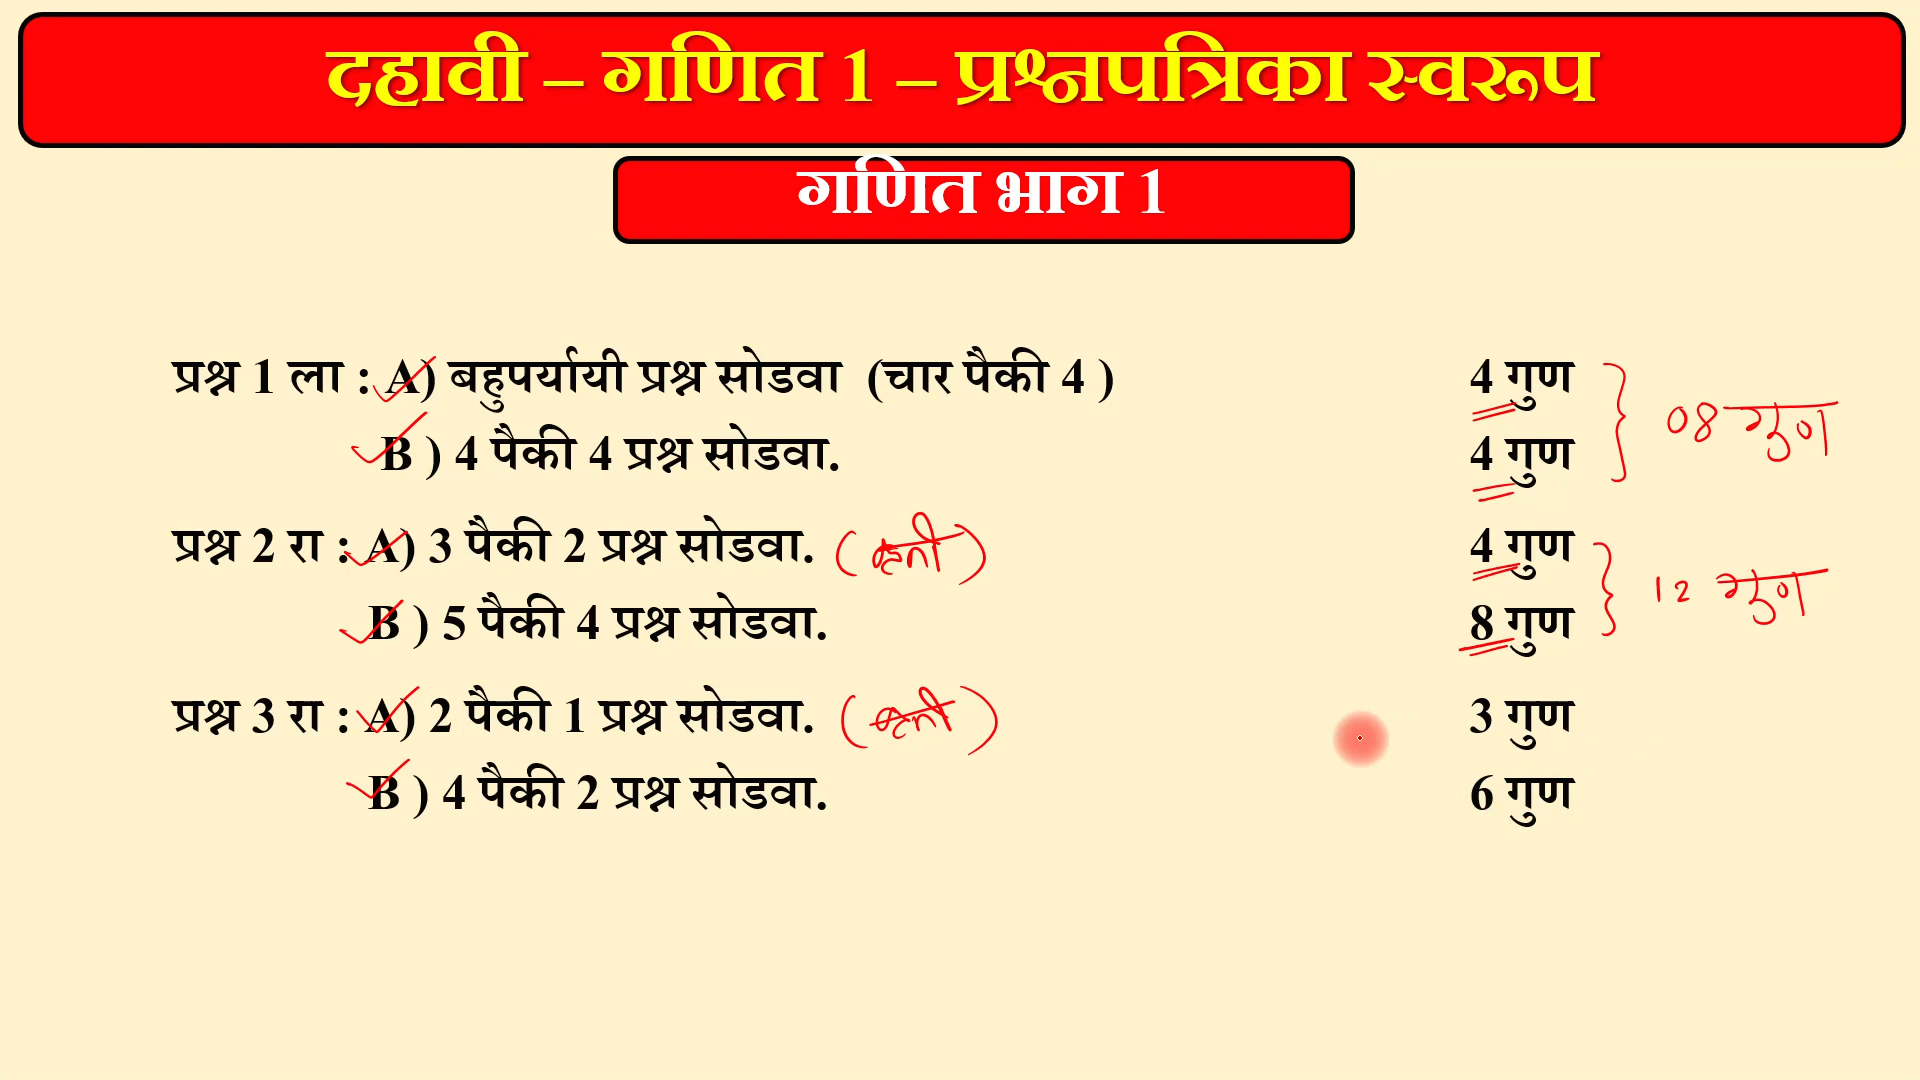 दहावी – गणित 1 – प्रश्नपत्रिका स्वरूप
गणित भाग 1
प्रश्न 1 ला : A) बहुपर्यायी प्रश्न सोडवा (चार पैकी 4 ) 4 गुण
B ) 4 पैकी 4 प्रश्न सोडवा. 4 गुण
08 गुण
प्रश्न 2 रा : A) 3 पैकी 2 प्रश्न सोडवा. (कृती) 4 गुण
B ) 5 पैकी 4 प्रश्न सोडवा. 8 गुण
12 गुण
प्रश्न 3 रा : A) 2 पैकी 1 प्रश्न सोडवा. (कृती) 3 गुण
B ) 4 पैकी 2 प्रश्न सोडवा. 6 गुण